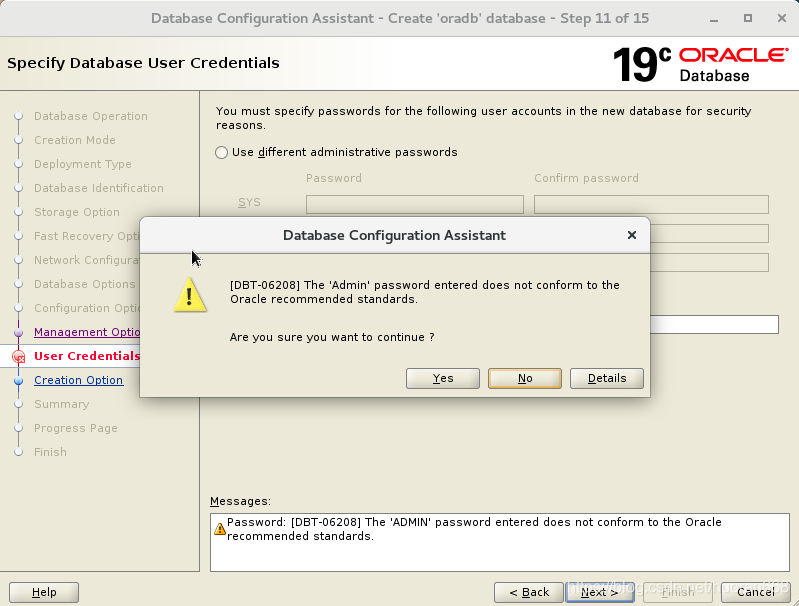 Database Configuration Assistant - Create 'oradb' database - Step 11 of 15
Specify Database User Credentials
19c ORACLE
Database
Database Operation
Creation Mode
Deployment Type
Database Identification
Storage Option
Fast Recovery Opti
Network Configura
Database Options
Configuration Optio
Management Optio
User Credentials
Creation Option
Summary
Progress Page
Finish
You must specify passwords for the following user accounts in the new database for security
reasons.
Use different administrative passwords
Password Confirm password
SYS
Database Configuration Assistant
[DBT-06208] The 'Admin' password entered does not conform to the
Oracle recommended standards.
Are you sure you want to continue ?
Yes No Details
Messages:
Password: [DBT-06208] The 'ADMIN' password entered does not conform to the Oracle
recommended standards.
Help < Back Next > Finish Cancel